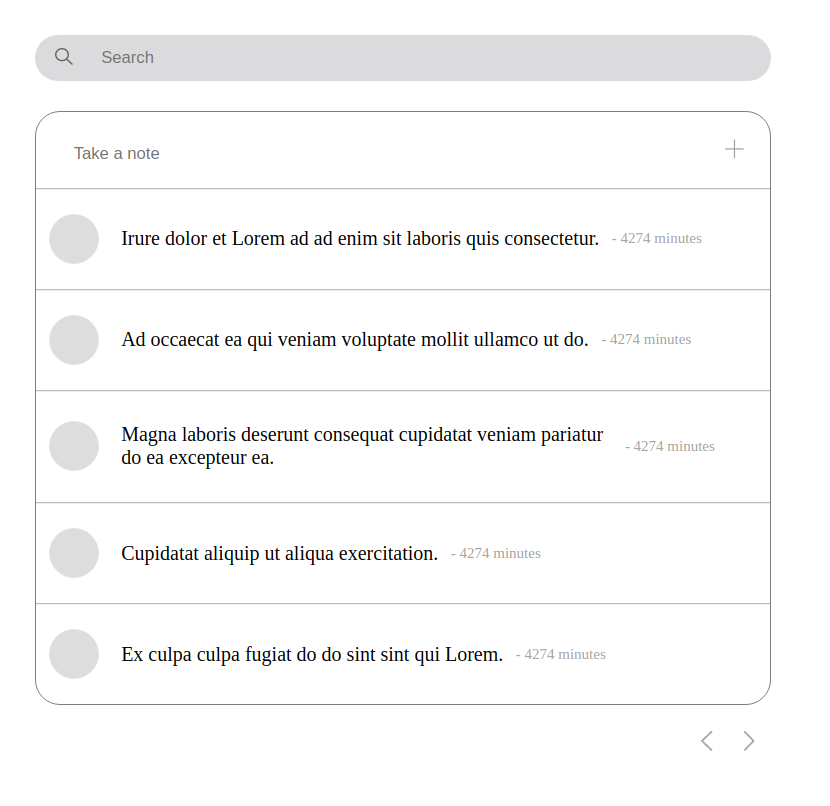 Search
Take a note
Irure dolor et Lorem ad ad enim sit laboris quis consectetur. - 4274 minutes
Ad occaecat ea qui veniam voluptate mollit ullamco ut do. - 4274 minutes
Magna laboris deserunt consequat cupidatat veniam pariatur
do ea excepteur ea.
- 4274 minutes
Cupidatat aliquip ut aliqua exercitation. - 4274 minutes
Ex culpa culpa fugiat do do sint sint qui Lorem. - 4274 minutes